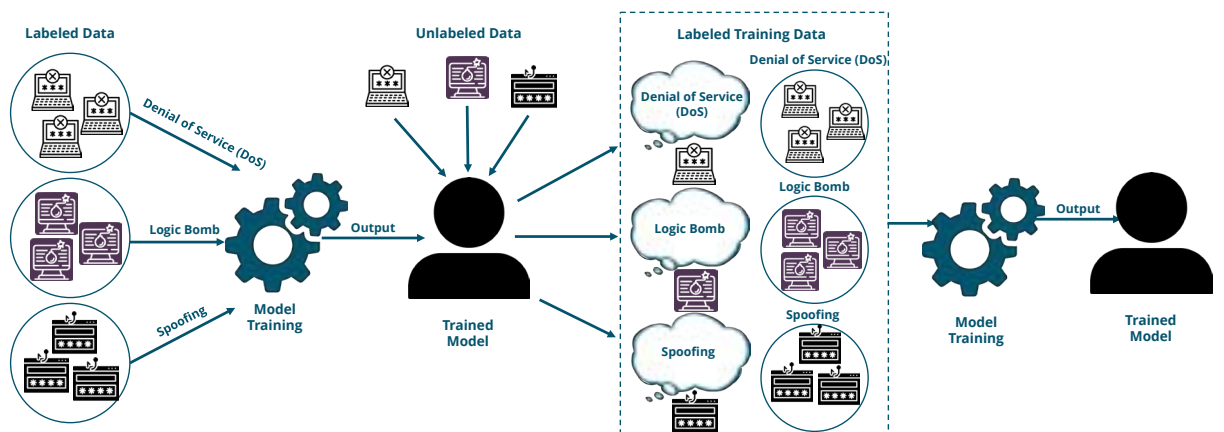 Labeled Data
Denial of Service (DoS)
Logic Bomb
Spoofing
Model
Training
Output
Unlabeled Data
Trained
Model
Labeled Training Data
Denial of Service
(DoS)
Logic Bomb
Spoofing
Denial of Service (DoS)
Logic Bomb
Spoofing
Model
Training
Output
Trained
Model